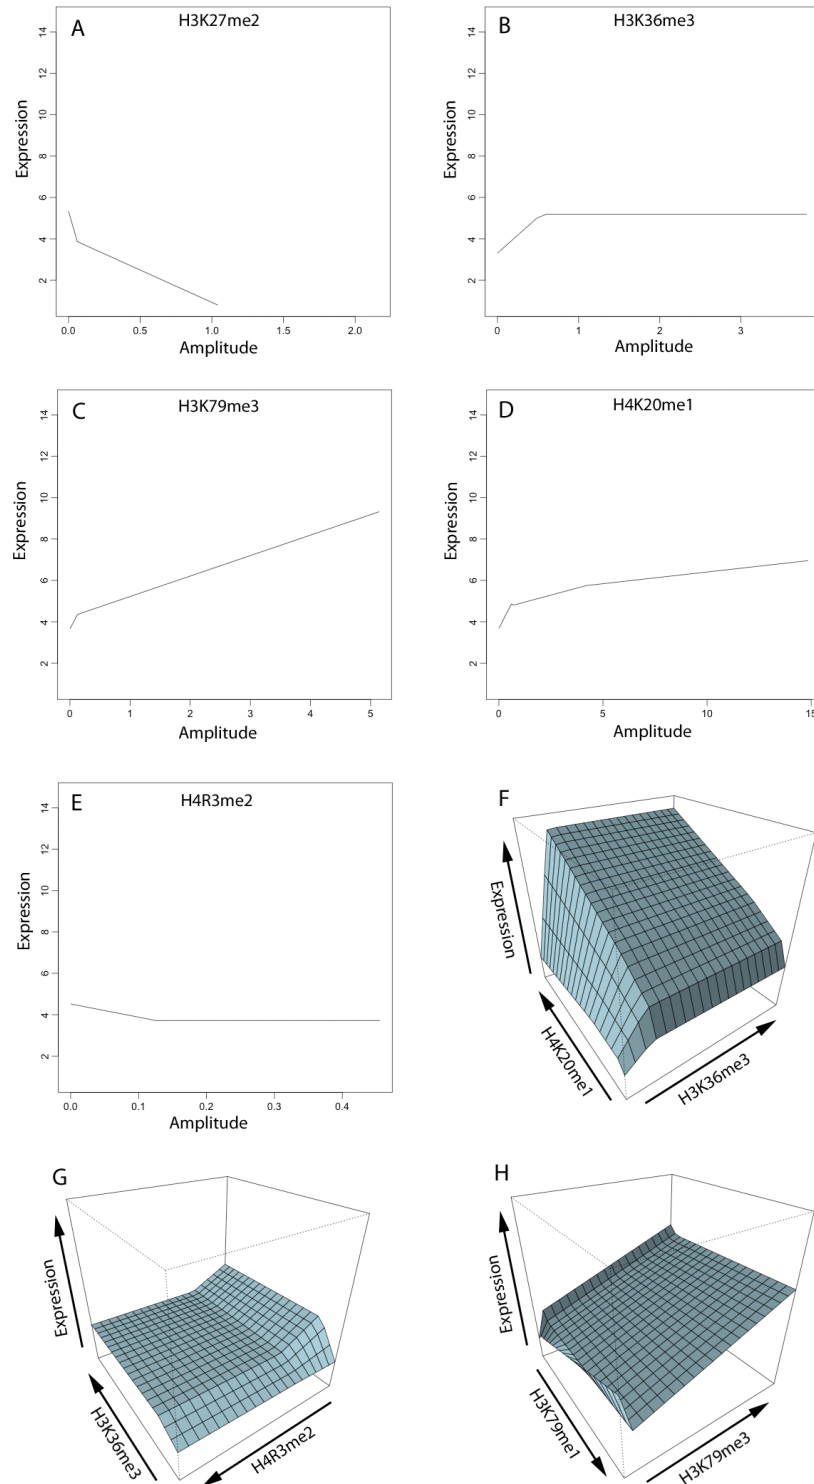 A
H3K27me2
Expression
14
12
10
8
6
4
2
0.0 0.5 1.0 1.5 2.0
Amplitude
B
H3K36me3
Expression
14
12
10
8
6
4
2
0 1 2 3
Amplitude
C
H3K79me3
Expression
14
12
10
8
6
4
2
0 1 2 3 4 5
Amplitude
D
H4K20me1
Expression
14
12
10
8
6
4
2
0 5 10 15
Amplitude
E
H4R3me2
Expression
14
12
10
8
6
4
2
0.0 0.1 0.2 0.3 0.4
Amplitude
F
Expression
H4K20me1
H3K36me3
G
Expression
H3K36me3
H4R3me2
H
Expression
H3K79me1
H3K79me3